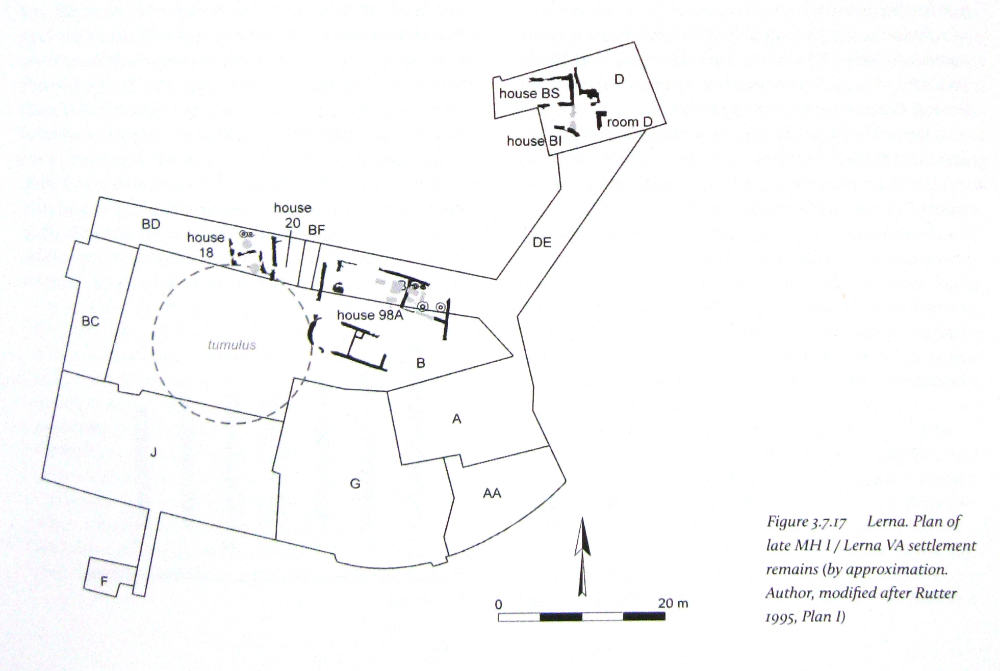 D
house BS
room D
house BI
house
20
BF
BD
house
18
DE
BC
house 98A
tumulus
B
A
J
G
AA
F
0 20 m
Figure 3.7.17 Lerna. Plan of
late MH I / Lerna VA settlement
remains (by approximation.
Author, modified after Rutter
1995, Plan I)